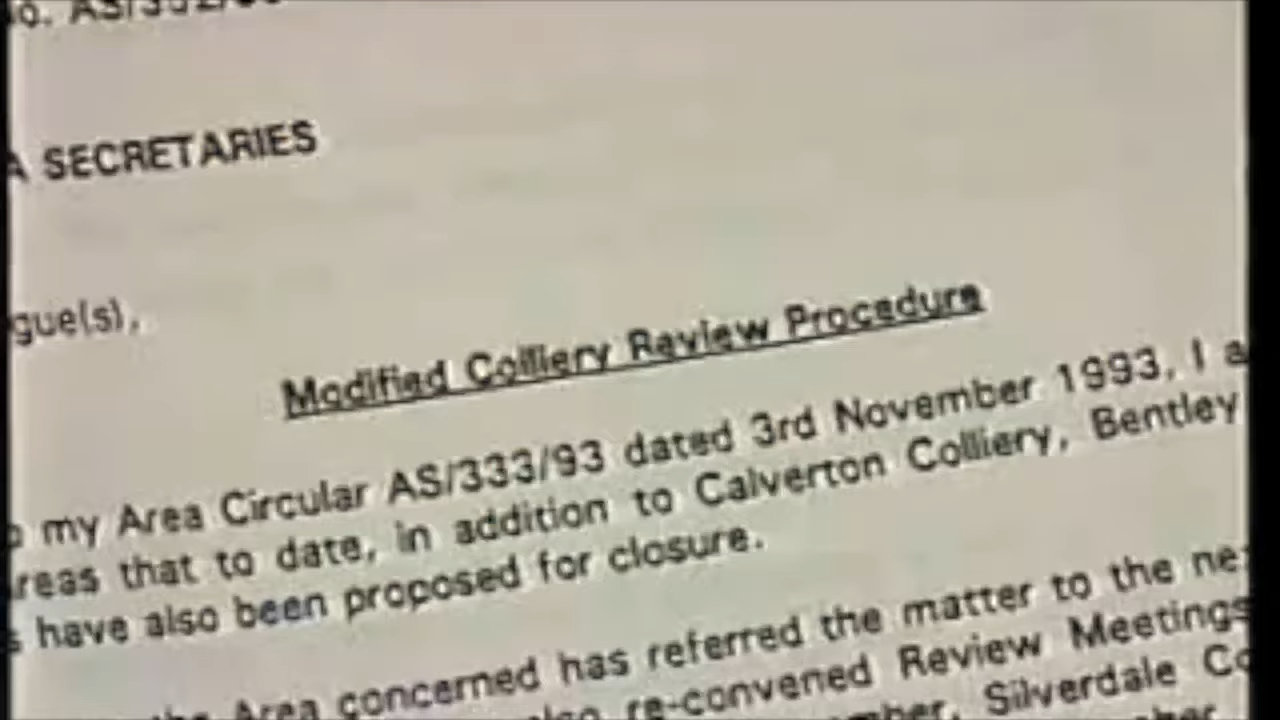 A SECRETARIES
gue(s),
Modified Colliery Review Procedure
my Area Circular AS/333/93 dated 3rd November 1993, I a
reas that to date, in addition to Calverton Colliery, Bentley
s have also been proposed for closure.
the Area concerned has referred the matter to the
re-convened Review Meetings
Silverdale Co